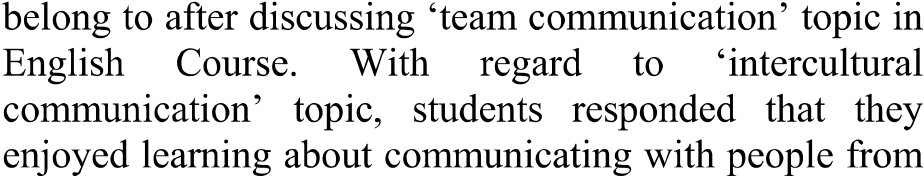 belong to after discussing ‘team communication’ topic in
English Course. With regard to ‘intercultural
communication’ topic, students responded that they
enjoyed learning about communicating with people from